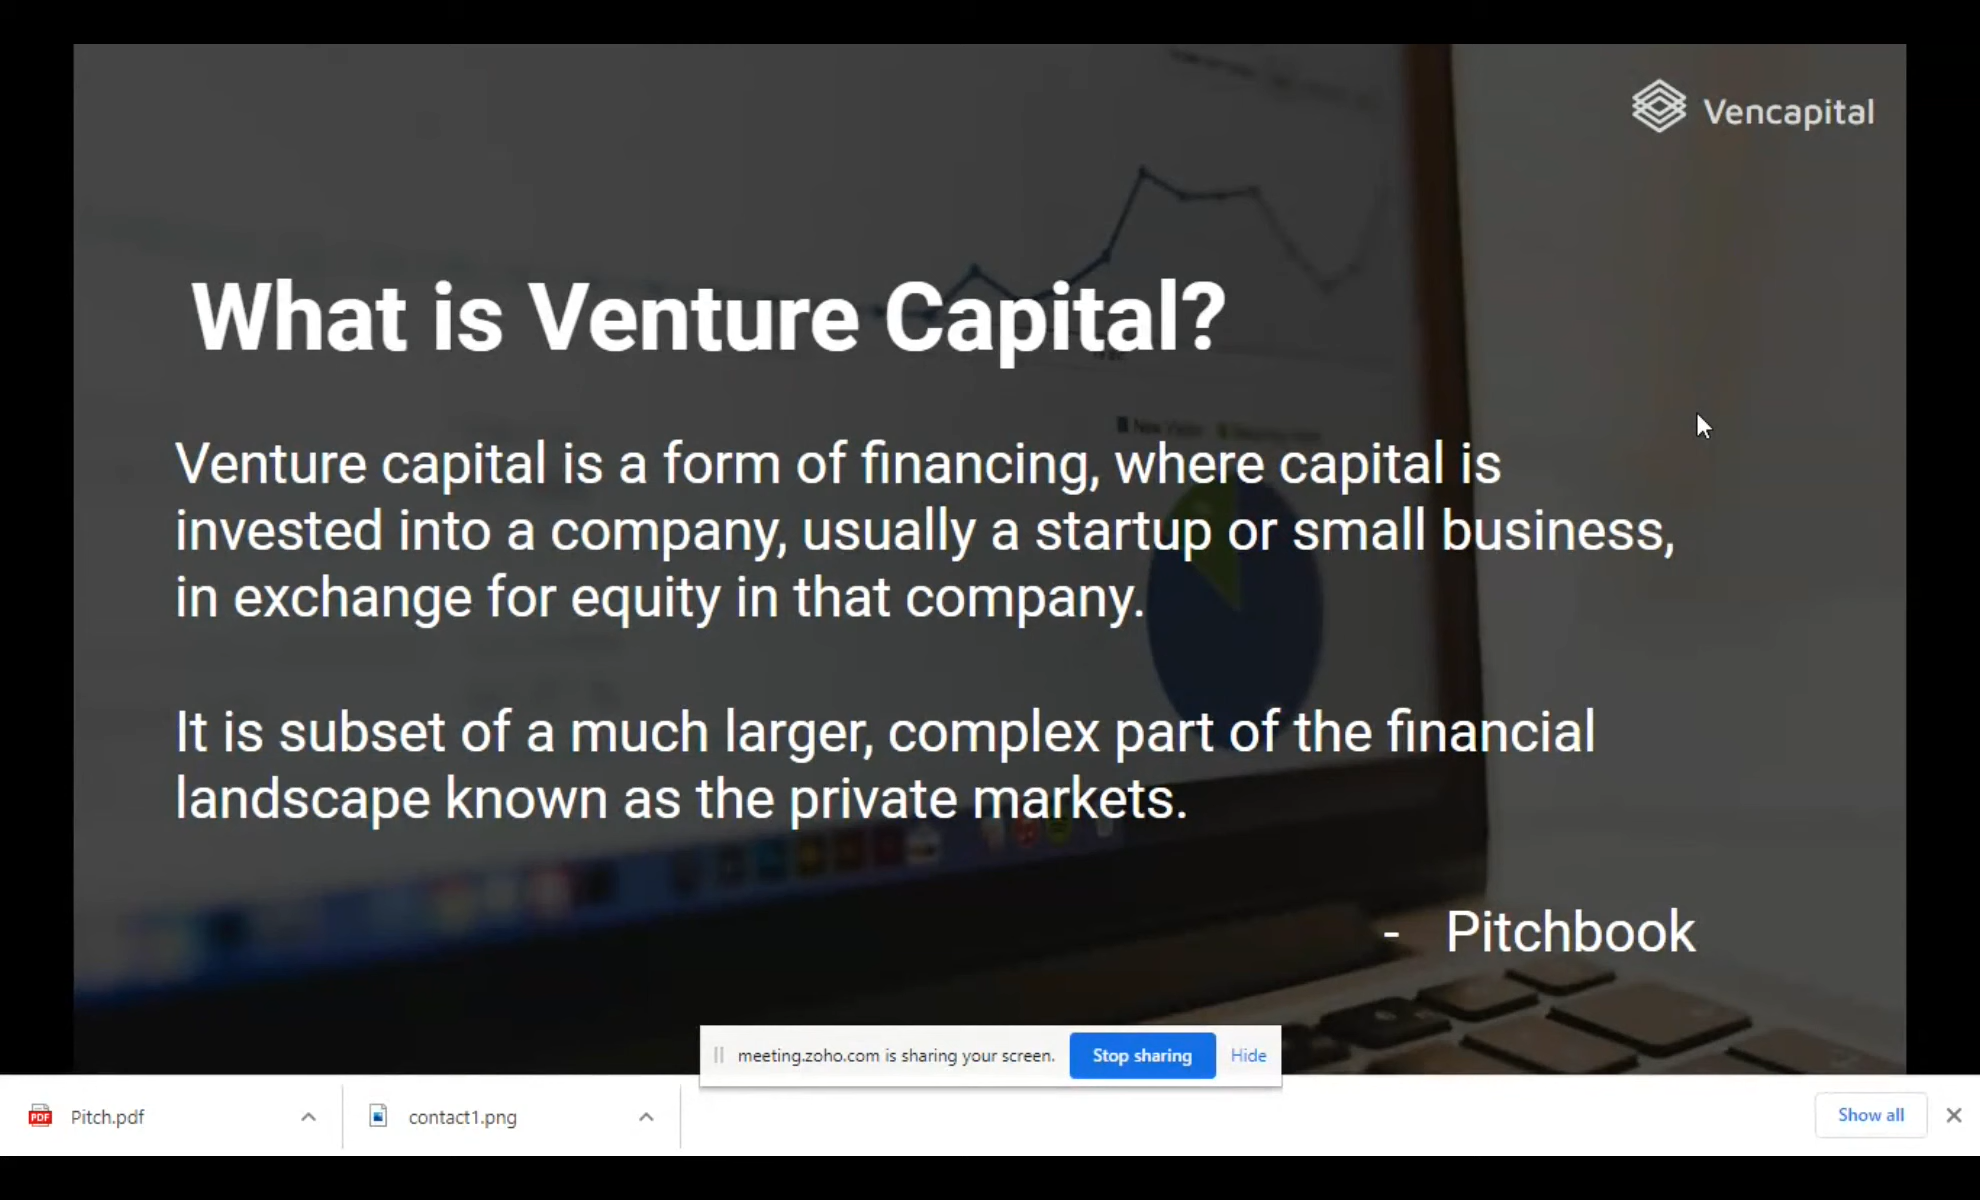 Vencapital
What is Venture Capital?
Venture capital is a form of financing, where capital is
invested into a company, usually a startup or small business,
in exchange for equity in that company.
It is subset of a much larger, complex part of the financial
landscape known as the private markets.
- Pitchbook
meeting.zoho.com is sharing your screen. Stop sharing Hide
PDF Pitch.pdf contact1.png Show all